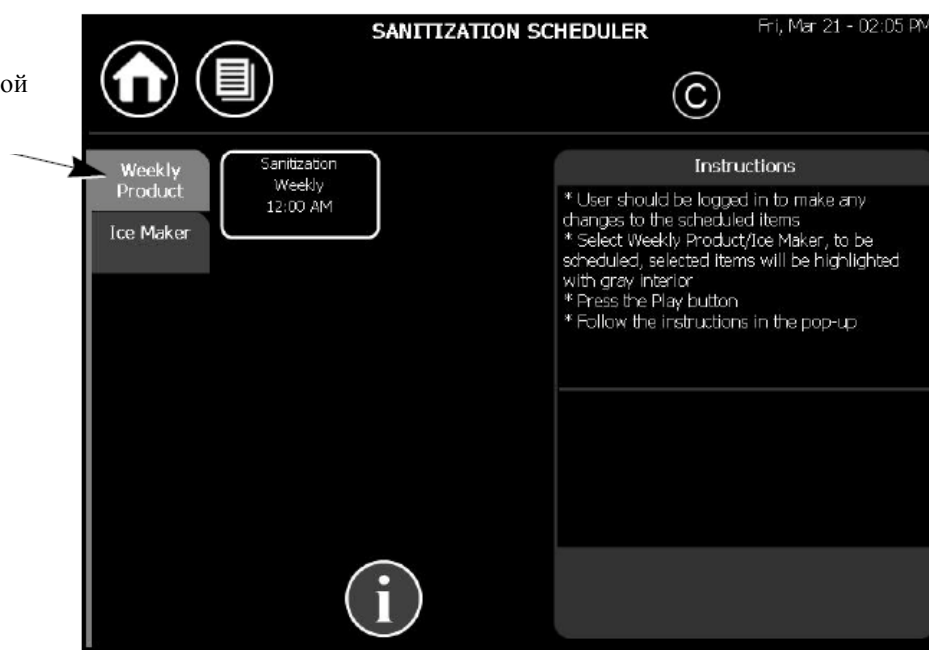 SANITIZATION SCHEDULER
Fri, Mar 21 - 02:05 PM
ой
C
Weekly
Product
Ice Maker
Sanitization
Weekly
12:00 AM
Instructions
* User should be logged in to make any
changes to the scheduled items
* Select Weekly Product/Ice Maker, to be
scheduled, selected items will be highlighted
with gray interior
* Press the Play button
* Follow the instructions in the pop-up
i